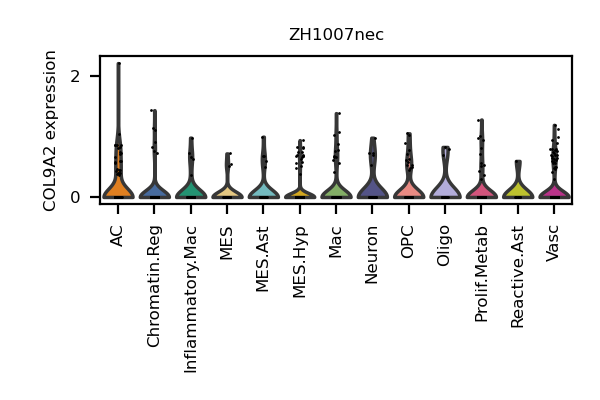 ZH1007nec
COL9A2 expression
2
0
AC
Chromatin.Reg
Inflammatory.Mac
MES
MES.Ast
MES.Hyp
Mac
Neuron
OPC
Oligo
Prolif.Metab
Reactive.Ast
Vasc